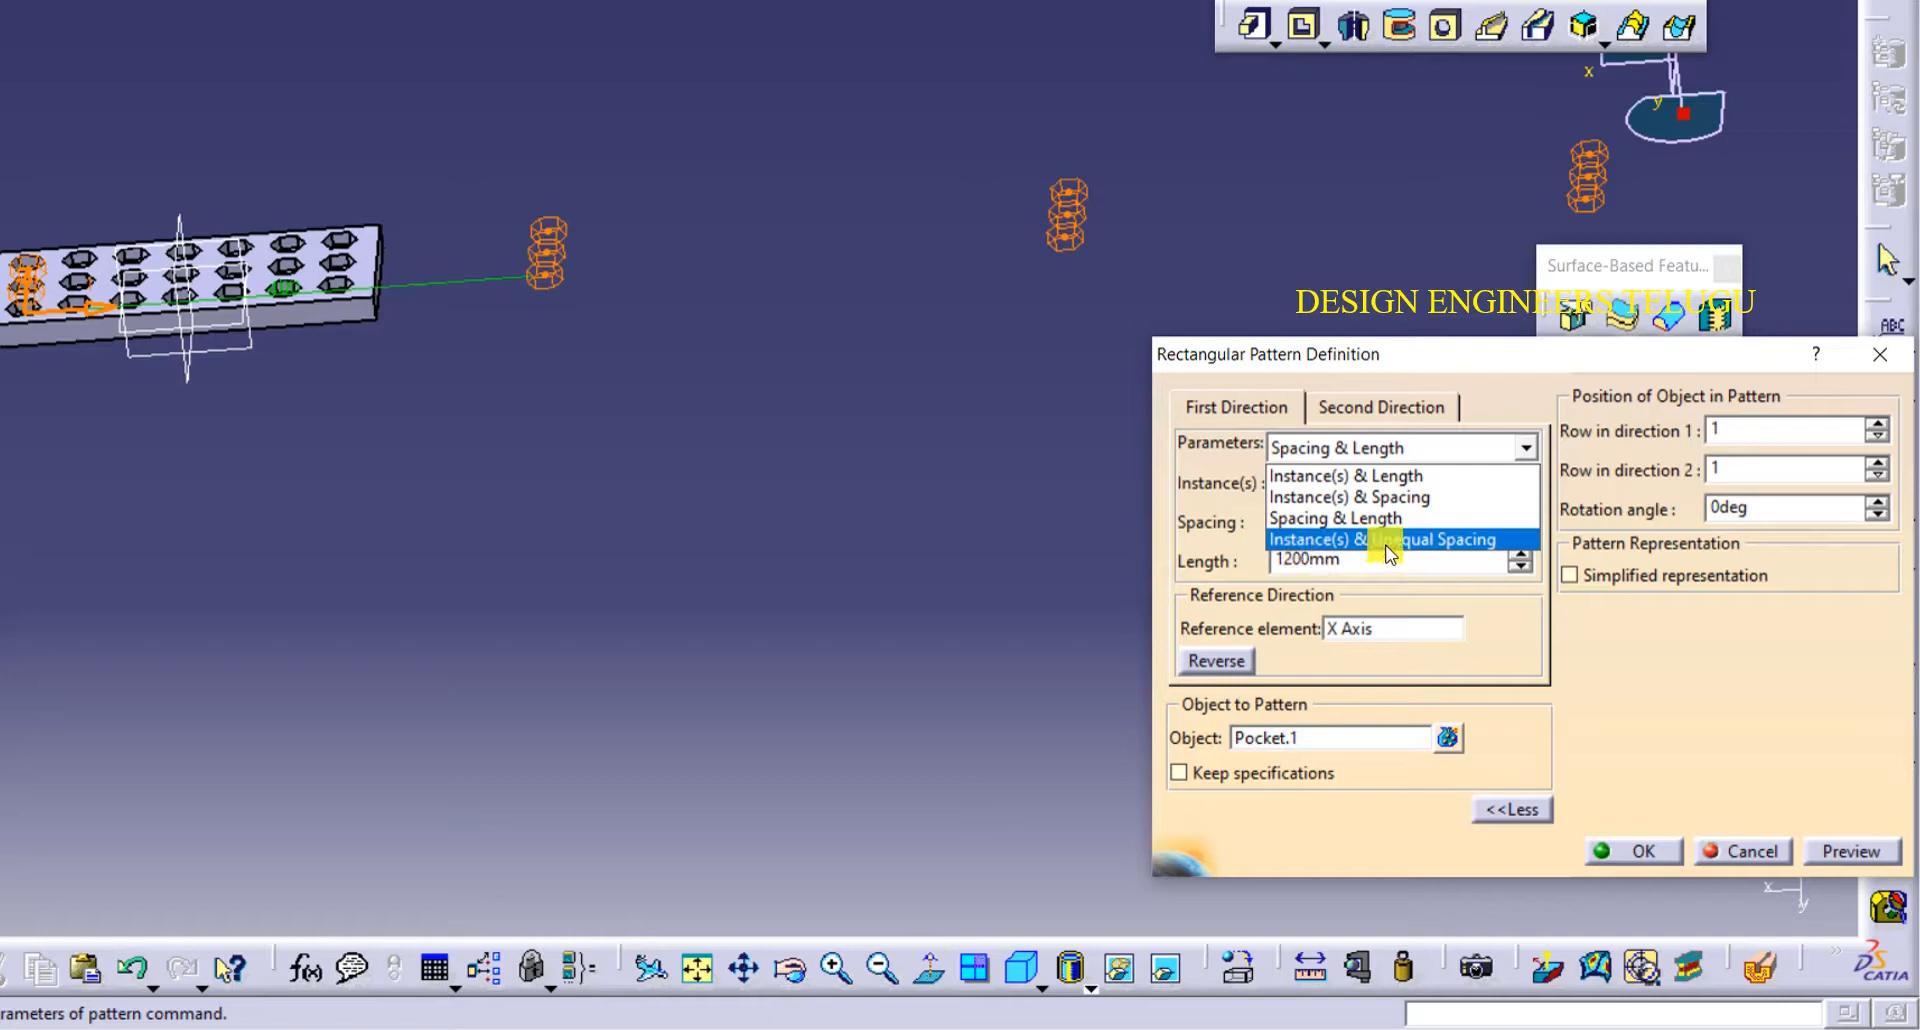 x
y
Surface-Based Featu...
DESIGN ENGINEERS TELUGU
ABC
Rectangular Pattern Definition
?
First Direction
Second Direction
Parameters: Spacing & Length
Instance(s) & Length
Instance(s) & Spacing
Spacing & Length
Instance(s) & Unequal Spacing
Instance(s) :
Spacing :
Length : 1200mm
Reference Direction
Reference element: X Axis
Reverse
Object to Pattern
Object: Pocket.1
Keep specifications
<<Less
Position of Object in Pattern
Row in direction 1 : 1
Row in direction 2 : 1
Rotation angle : 0deg
Pattern Representation
Simplified representation
OK
Cancel
Preview
x
y
f(x)
CATIA
rameters of pattern command.